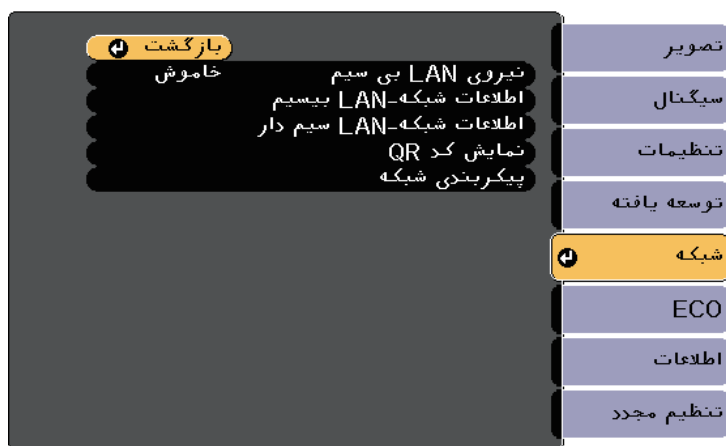 تصویر
سیگنال
تنظیمات
توسعه یافته
شبکه
ECO
اطلاعات
تنظیم مجدد
بازگشت
نیروی LAN بی سیم خاموش
اطلاعات شبکه-LAN بیسیم
اطلاعات شبکه-LAN سیم دار
نمایش کد QR
پیکربندی شبکه